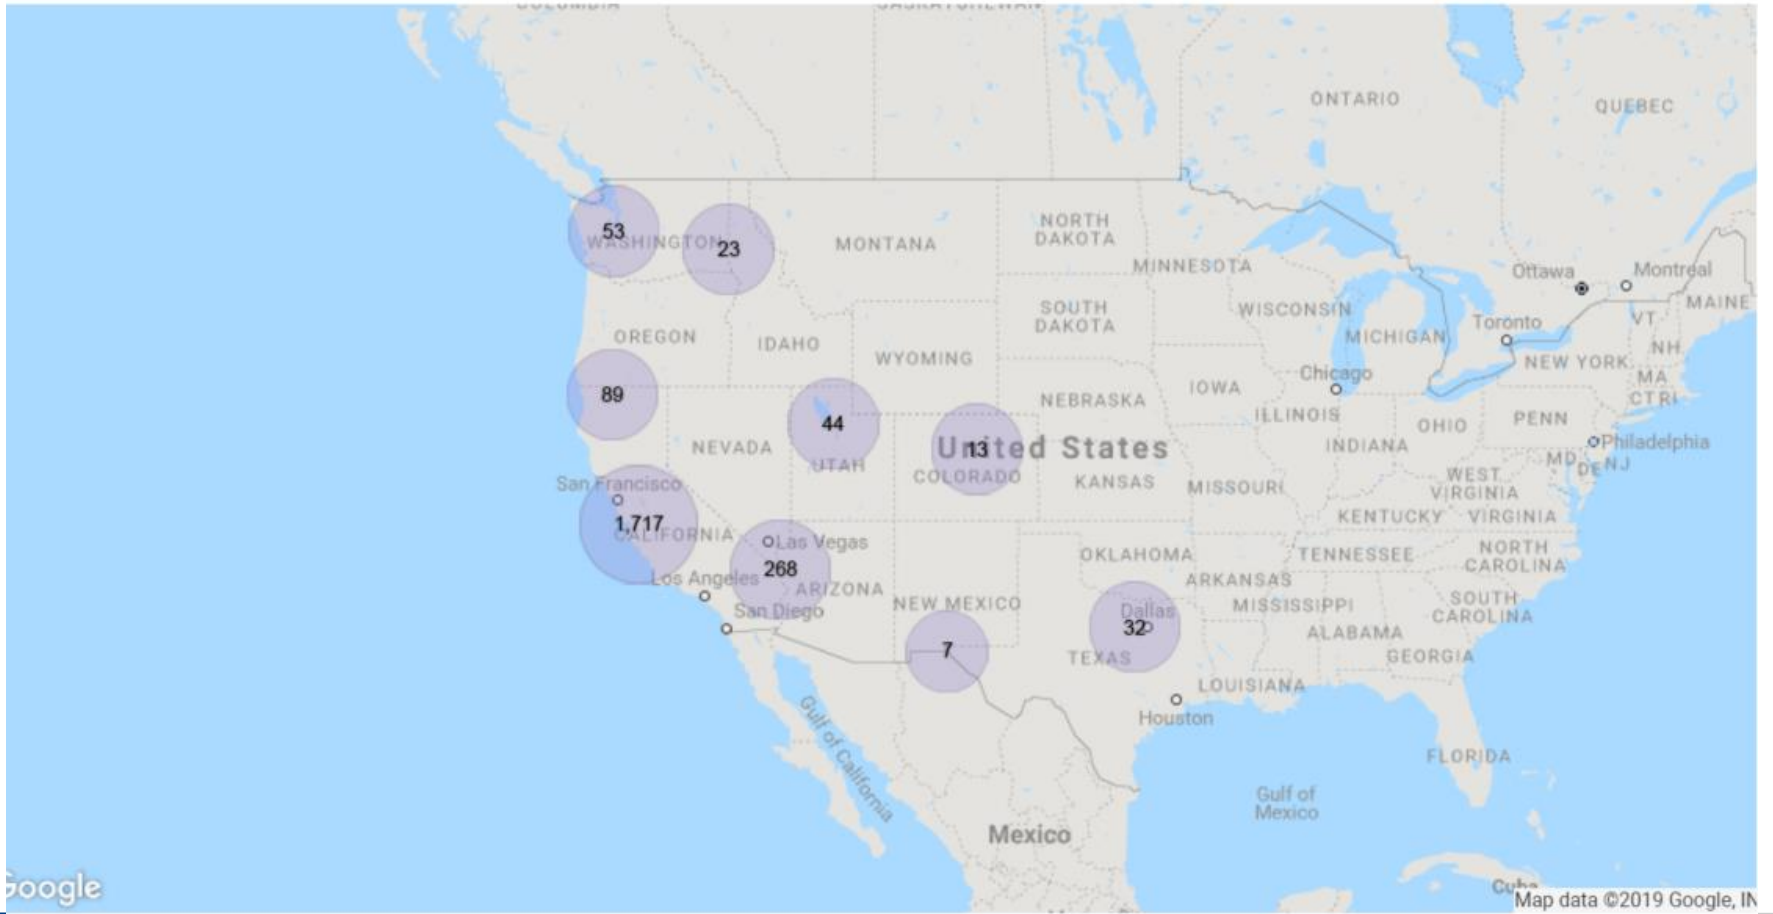 COLUMBIA
SASKATCHEWAN
ONTARIO
QUEBEC
53
WASHINGTON
23
MONTANA
NORTH
DAKOTA
MINNESOTA
Ottawa
Montreal
MAINE
OREGON
IDAHO
WYOMING
SOUTH
DAKOTA
WISCONSIN
MICHIGAN
Toronto
VT
NH
NEW YORK
MA
CT RI
89
44
UTAH
NEVADA
13
United States
COLORADO
NEBRASKA
IOWA
Chicago
ILLINOIS
INDIANA
OHIO
PENN
Philadelphia
MD
DE
NJ
KANSAS
MISSOURI
WEST
VIRGINIA
KENTUCKY
VIRGINIA
San Francisco
1,717
CALIFORNIA
Las Vegas
268
Los Angeles
ARIZONA
San Diego
NEW MEXICO
OKLAHOMA
ARKANSAS
TENNESSEE
NORTH
CAROLINA
SOUTH
CAROLINA
MISSISSIPPI
ALABAMA
GEORGIA
Dallas
32
TEXAS
7
LOUISIANA
Houston
FLORIDA
Gulf of California
Gulf of
Mexico
Mexico
Cuba
Google
Map data ©2019 Google, IN